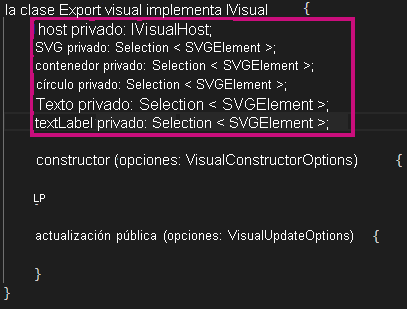 la clase Export visual implementa IVisual {
host privado: IVisualHost;
SVG privado: Selection < SVGElement >;
contenedor privado: Selection < SVGElement >;
círculo privado: Selection < SVGElement >;
Texto privado: Selection < SVGElement >;
textLabel privado: Selection < SVGElement >;
constructor (opciones: VisualConstructorOptions) {
LP
actualización pública (opciones: VisualUpdateOptions) {
}
}